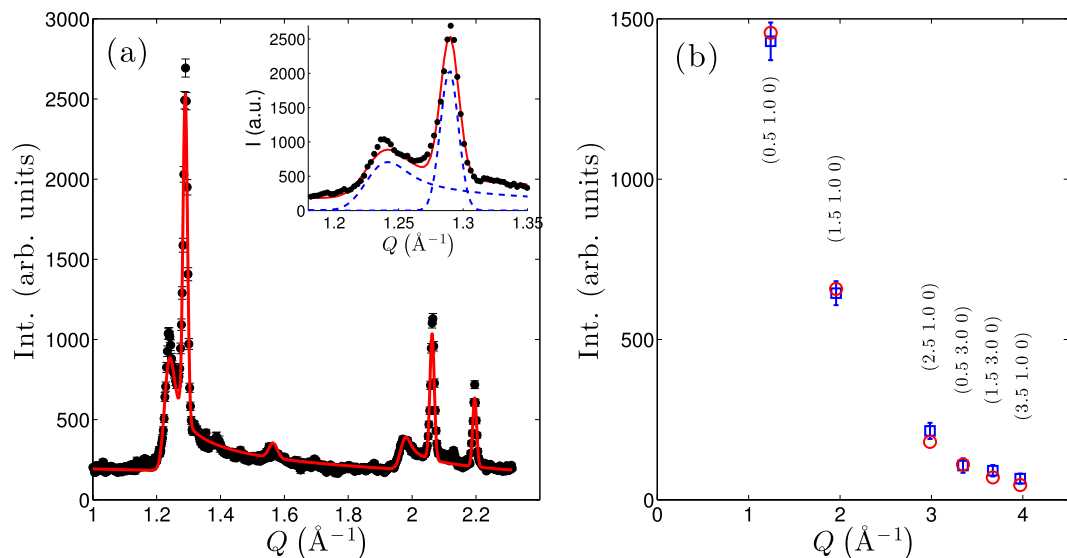 (a)
Int. (arb. units)
3000
2500
2000
1500
1000
500
0
1
1.2
1.4
1.6
1.8
2
2.2
Q (Å⁻¹)
I (a.u.)
2500
2000
1500
1000
500
0
1.2
1.25
1.3
1.35
Q (Å⁻¹)
(b)
Int. (arb. units)
1500
1000
500
0
0
1
2
3
4
Q (Å⁻¹)
(0.5 1.0 0)
(1.5 1.0 0)
(2.5 1.0 0)
(0.5 3.0 0)
(1.5 3.0 0)
(3.5 1.0 0)